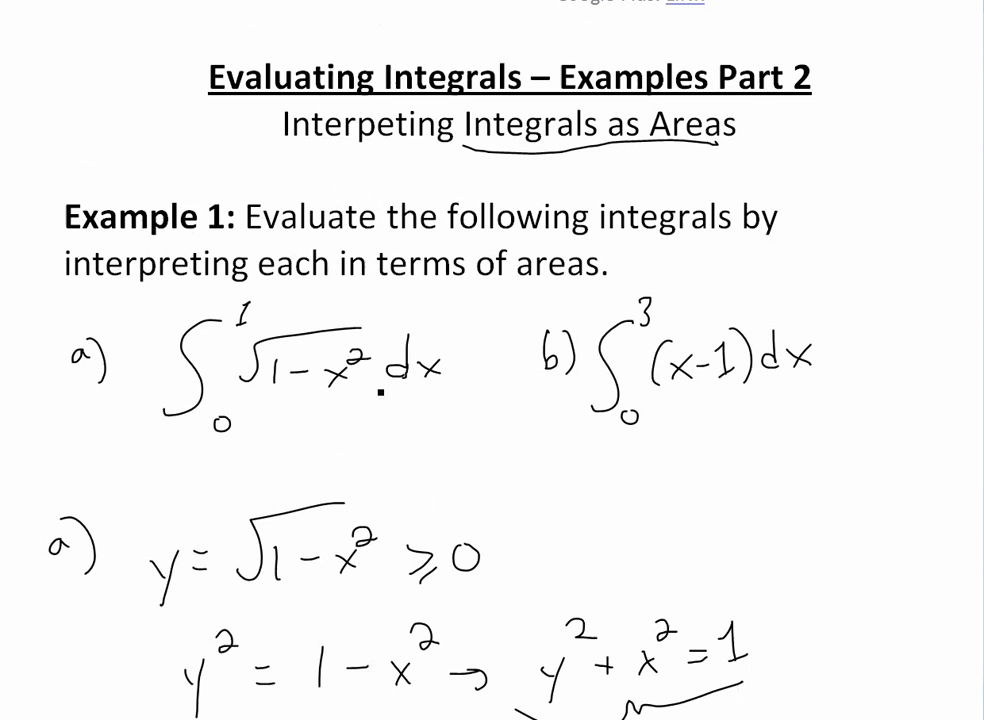 Evaluating Integrals – Examples Part 2
Interpeting Integrals as Areas
Example 1: Evaluate the following integrals by
interpreting each in terms of areas.
a) ∫₀¹ √(1 - x²) dx b) ∫₀³ (x-1) dx
a) y = √(1 - x²) ≥ 0
y² = 1 - x² → y² + x² = 1